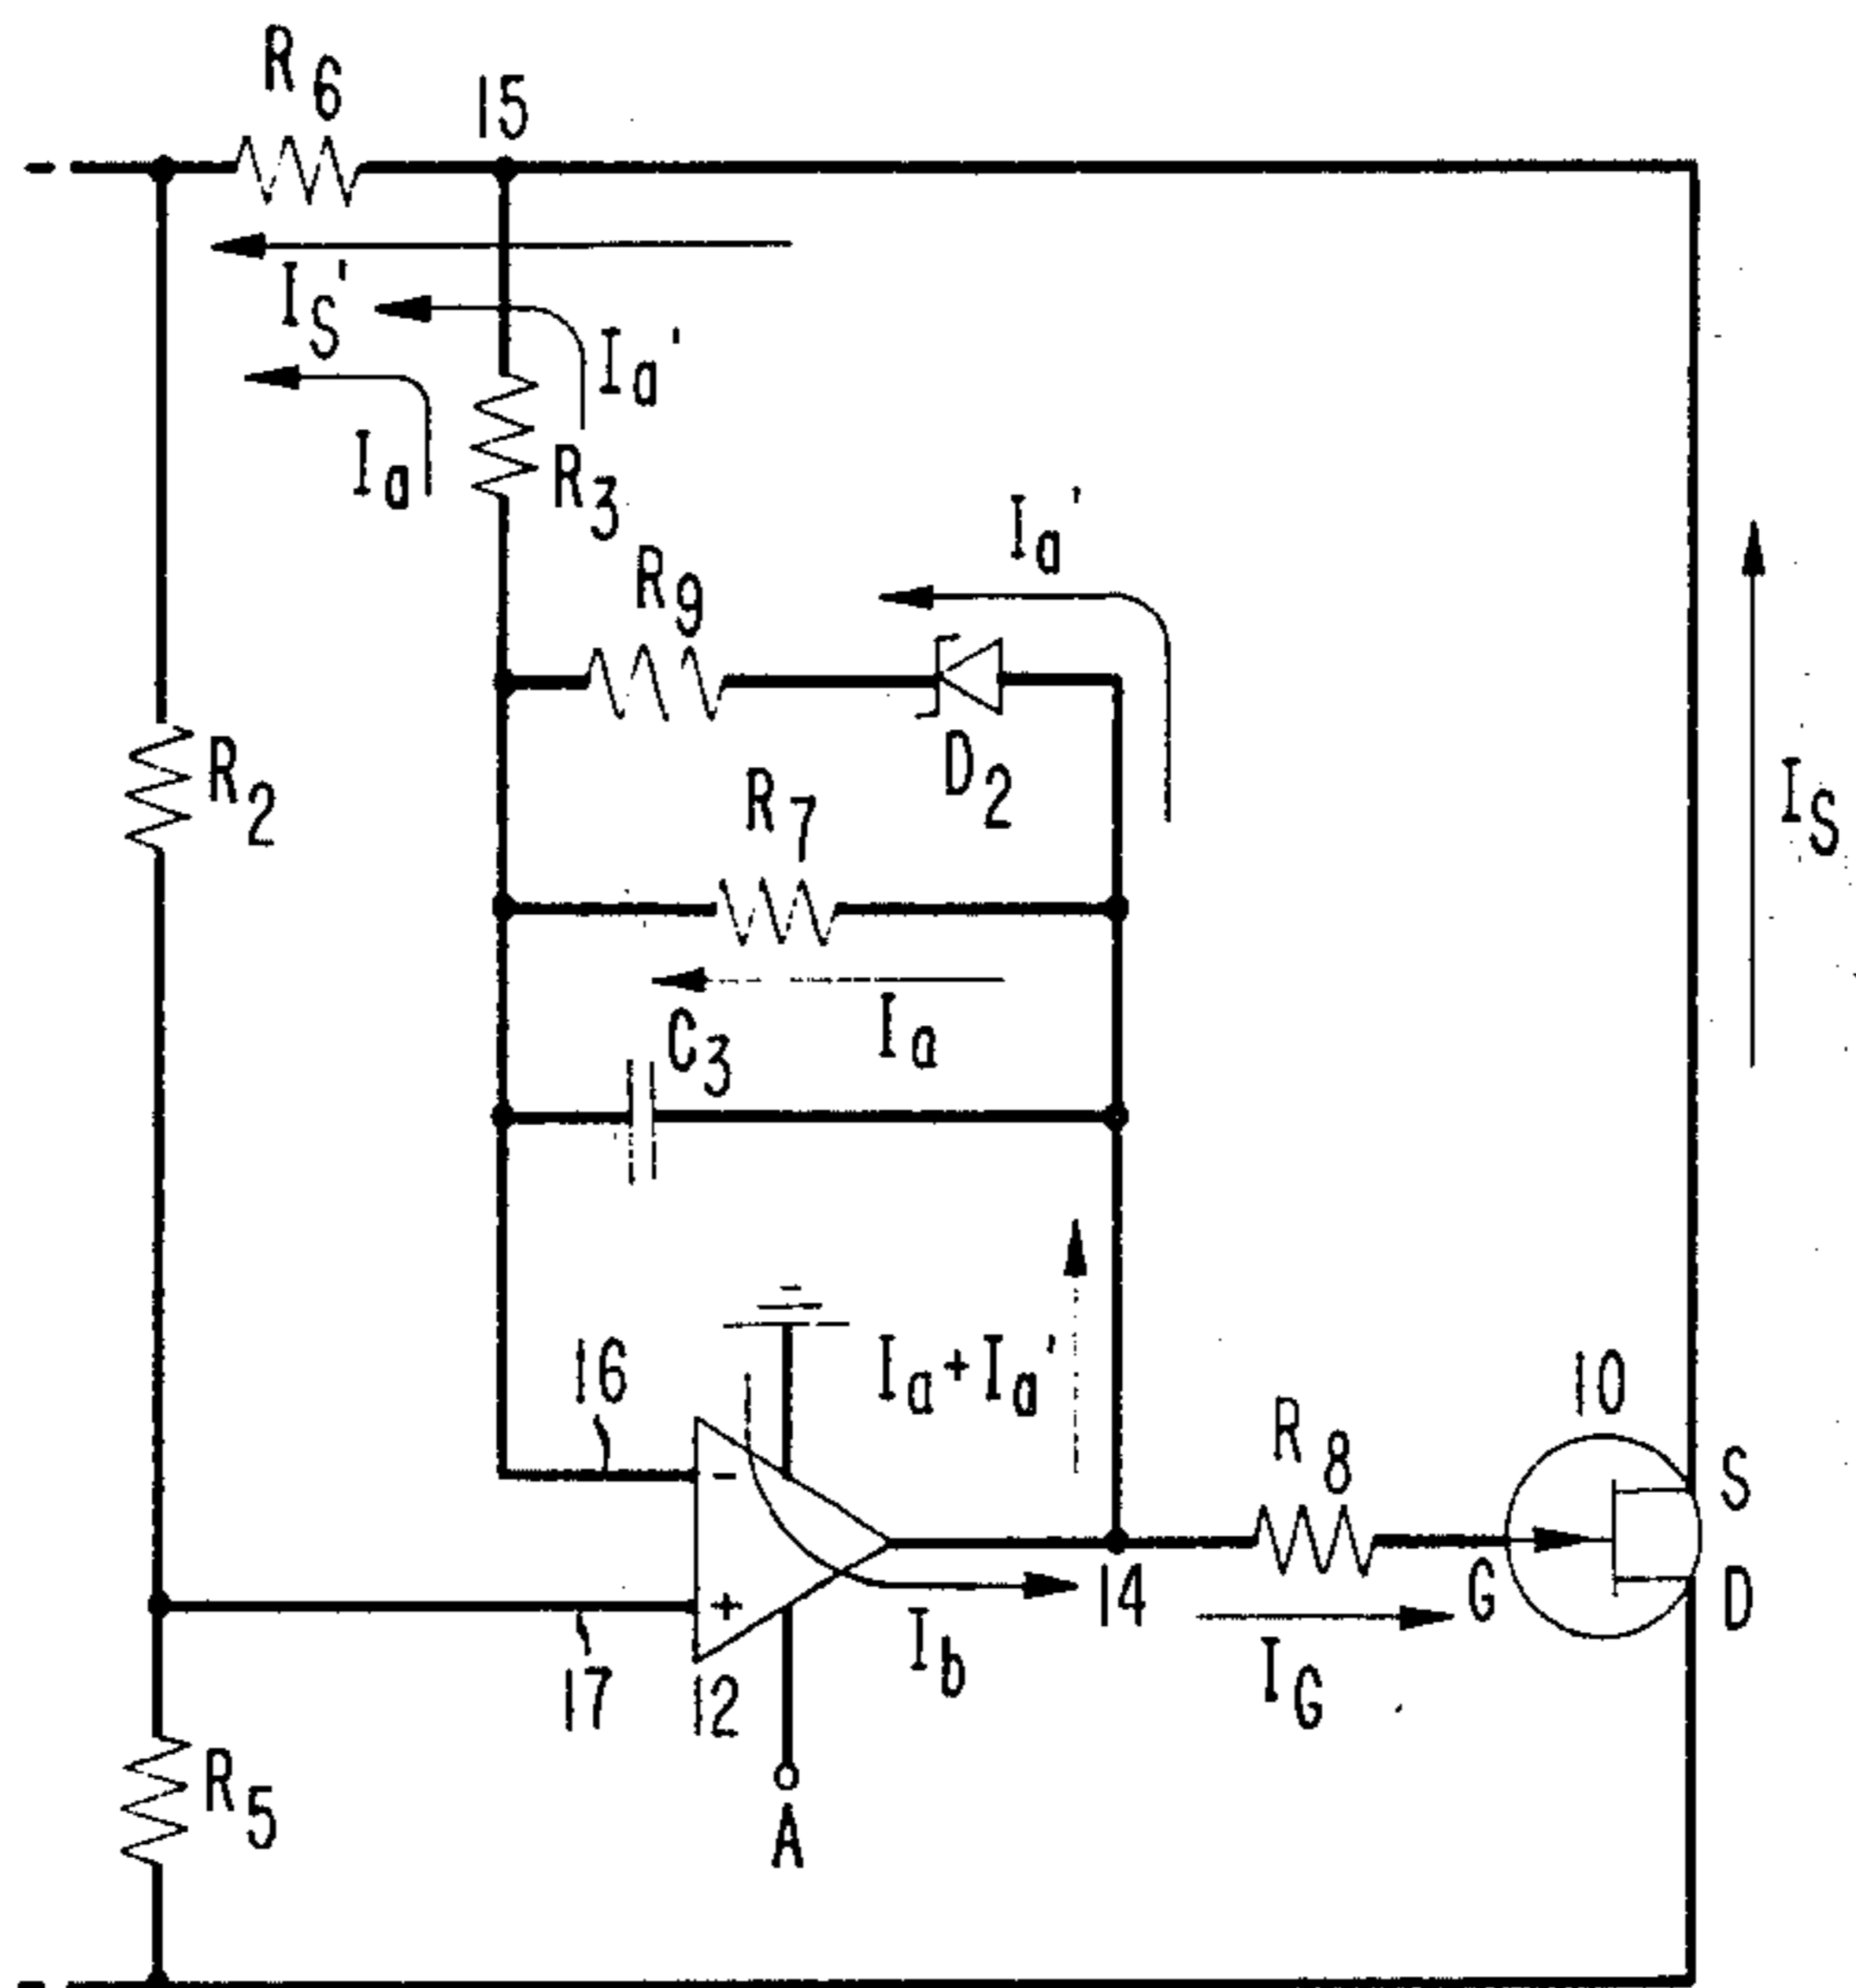 R6
15
IS'
Ia'
Ia
R3
Ia'
R9
D2
R2
R7
IS
Ia
C3
Ia+Ia'
16
10
R8
S
-
+
14
G
D
17
12
Ib
IG
R5
A